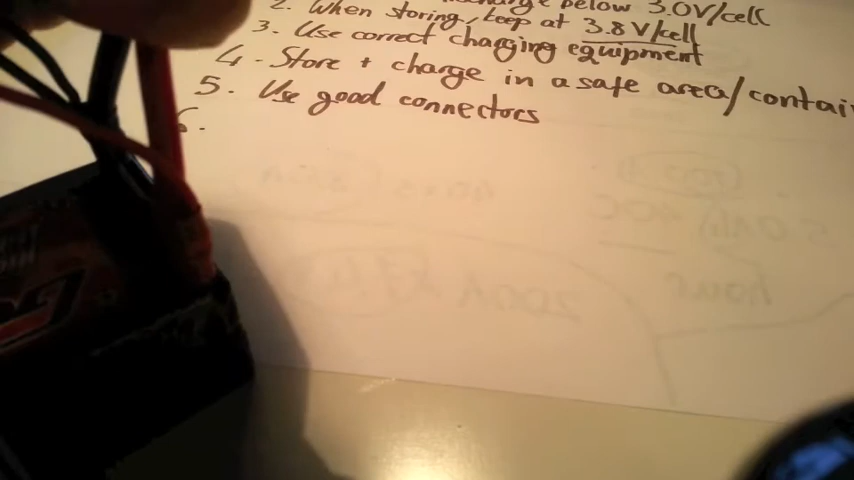 below 3.0V/cell
2. When storing, keep at 3.8V/cell
3. Use correct charging equipment
4. Store + charge in a safe area/contai
5. Use good connectors
6.